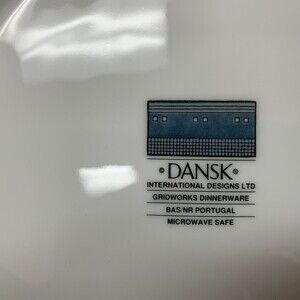 © DANSK®
INTERNATIONAL DESIGNS LTD
GRIDWORKS DINNERWARE
BAS/NR PORTUGAL
MICROWAVE SAFE